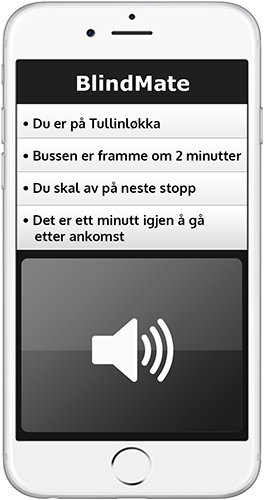 BlindMate
• Du er på Tullinløkka
• Bussen er framme om 2 minutter
• Du skal av på neste stopp
• Det er ett minutt igjen å gå
etter ankomst